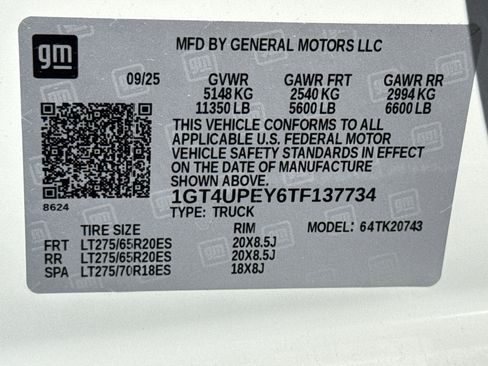 gm
MFD BY GENERAL MOTORS LLC
09/25 GVWR GAWR FRT GAWR RR
5148 KG 2540 KG 2994 KG
11350 LB 5600 LB 6600 LB
THIS VEHICLE CONFORMS TO ALL
APPLICABLE U.S. FEDERAL MOTOR
VEHICLE SAFETY STANDARDS IN EFFECT
ON THE DATE OF MANUFACTURE
SHOWN ABOVE.
8624
1GT4UPEY6TF137734
TYPE: TRUCK
TIRE SIZE RIM MODEL: 64TK20743
FRT LT275/65R20ES 20X8.5J
RR LT275/65R20ES 20X8.5J
SPA LT275/70R18ES 18X8J